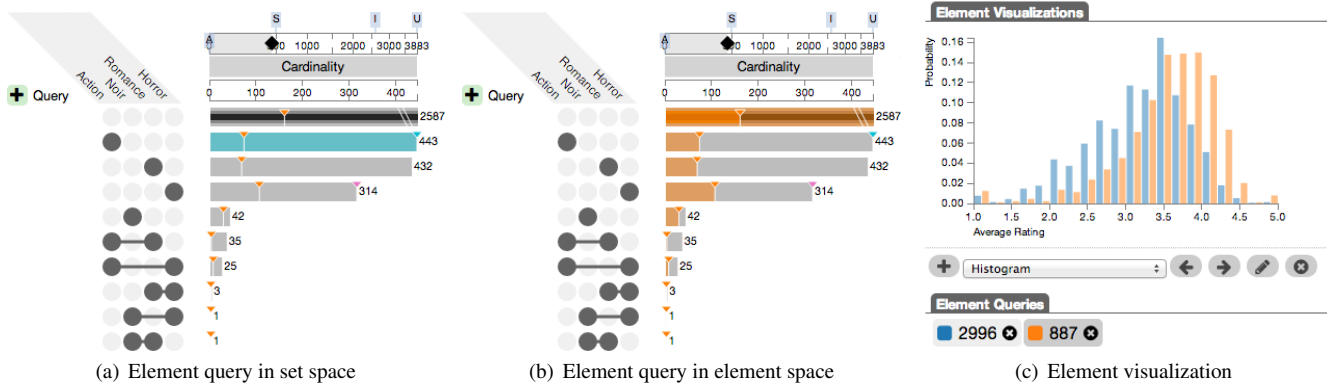 S I U
A
0 500 1000 2000 3000 3883
Cardinality
0 100 200 300 400
Action
Noir
Romance
Horror
Query
2587
443
432
314
42
35
25
3
1
1
(a) Element query in set space
S I U
A
1000 2000 3000 3883
Cardinality
0 100 200 300 400
Action
Noir
Romance
Horror
Query
2587
443
432
314
42
35
25
3
1
1
(b) Element query in element space
Element Visualizations
Probability
0.16
0.14
0.12
0.10
0.08
0.06
0.04
0.02
0.00
1.0 1.5 2.0 2.5 3.0 3.5 4.0 4.5 5.0
Average Rating
Histogram
Element Queries
2996 887
(c) Element visualization